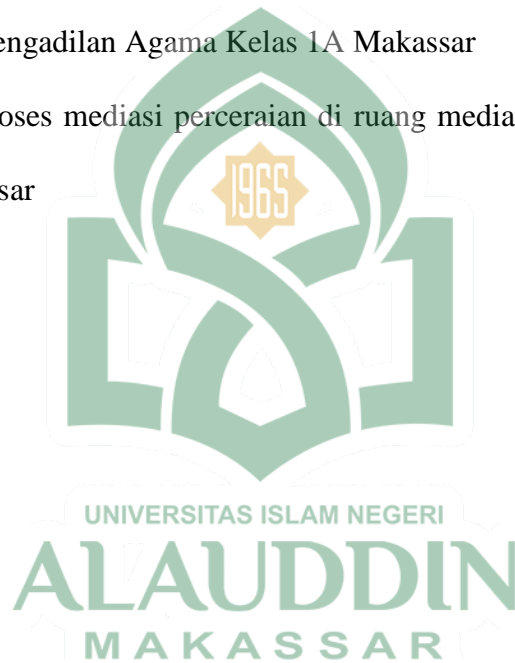 engadilan Agama Kelas 1A Makassar
oses mediasi perceraian di ruang media
sar
1965
UNIVERSITAS ISLAM NEGERI
ALAUDDIN
MAKASSAR